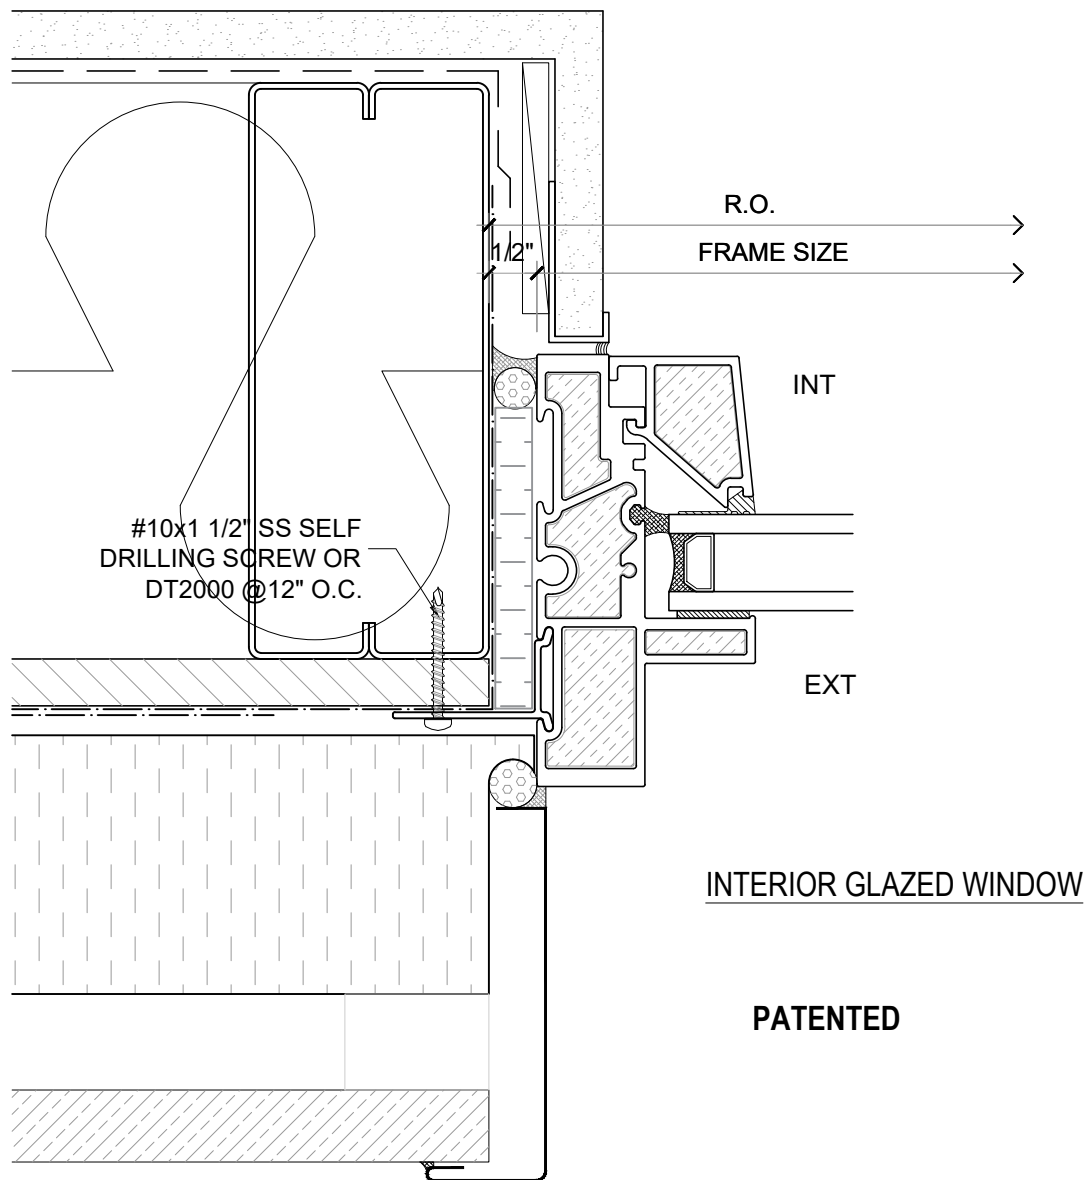 R.O.
1/2"
FRAME SIZE
INT
#10x1 1/2" SS SELF
DRILLING SCREW OR
DT2000 @12" O.C.
EXT
INTERIOR GLAZED WINDOW
PATENTED